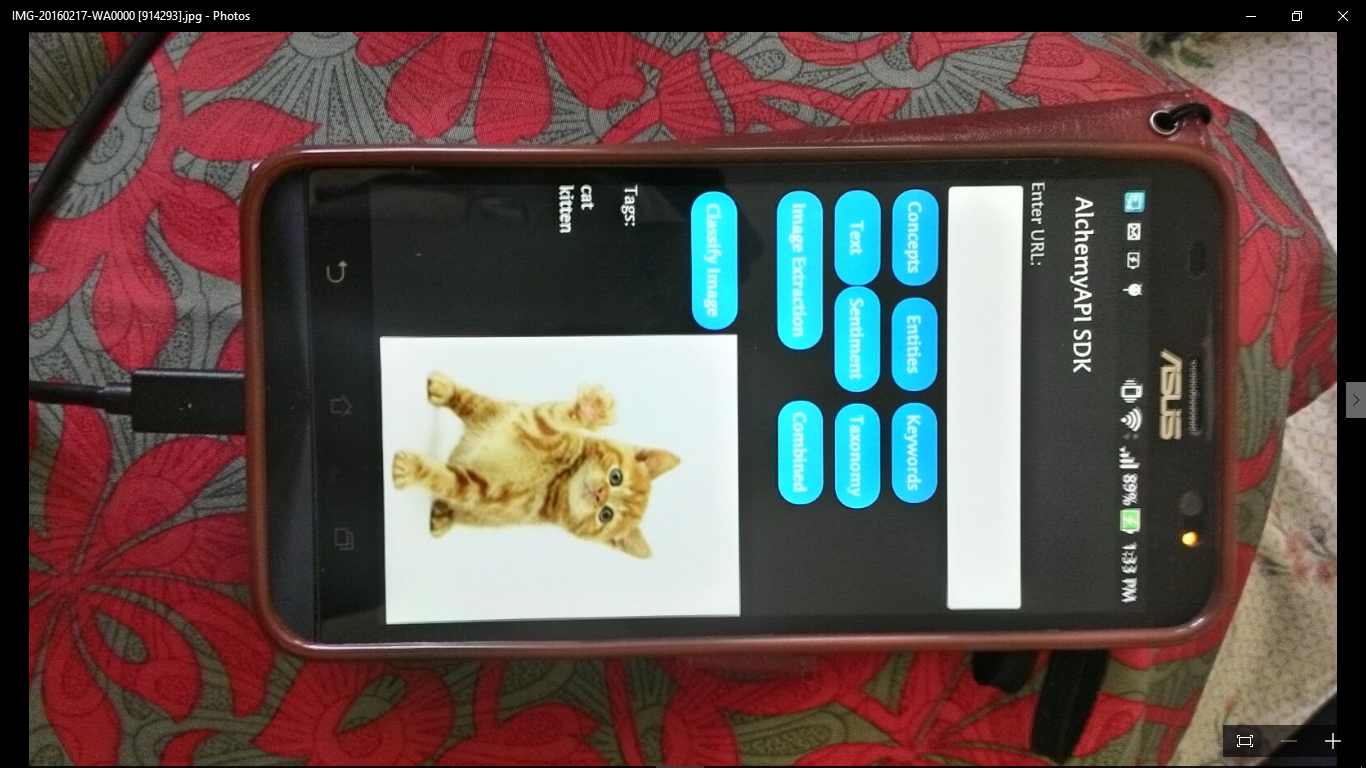 IMG-20160217-WA0000 [914293].jpg - Photos
ASUS
89% 1:33 PM
AlchemyAPI SDK
Enter URL:
Concepts Entities Keywords
Text Sentiment Taxonomy
Image Extraction Combined
Classify Image
Tags:
cat
kitten